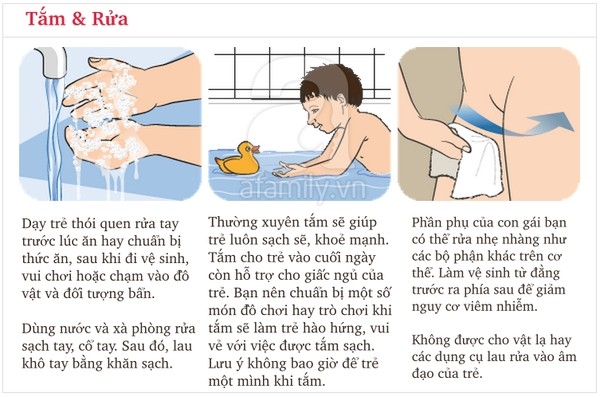 Tắm & Rửa
afamily.vn
Dạy trẻ thói quen rửa tay
trước lúc ăn hay chuẩn bị
thức ăn, sau khi đi vệ sinh,
vui chơi hoặc chạm vào đồ
vật và đối tượng bẩn.
Dùng nước và xà phòng rửa
sạch tay, cổ tay. Sau đó, lau
khô tay bằng khăn sạch.
Thường xuyên tắm sẽ giúp
trẻ luôn sạch sẽ, khoẻ mạnh.
Tắm cho trẻ vào cuối ngày
còn hỗ trợ cho giấc ngủ của
trẻ. Bạn nên chuẩn bị một số
món đồ chơi hay trò chơi khi
tắm sẽ làm trẻ hào hứng, vui
vẻ với việc được tắm sạch.
Lưu ý không bao giờ để trẻ
một mình khi tắm.
Phần phụ của con gái bạn
có thể rửa nhẹ nhàng như
các bộ phận khác trên cơ
thể. Làm vệ sinh từ đằng
trước ra phía sau để giảm
nguy cơ viêm nhiễm.
Không được cho vật lạ hay
các dụng cụ lau rửa vào âm
đạo của trẻ.